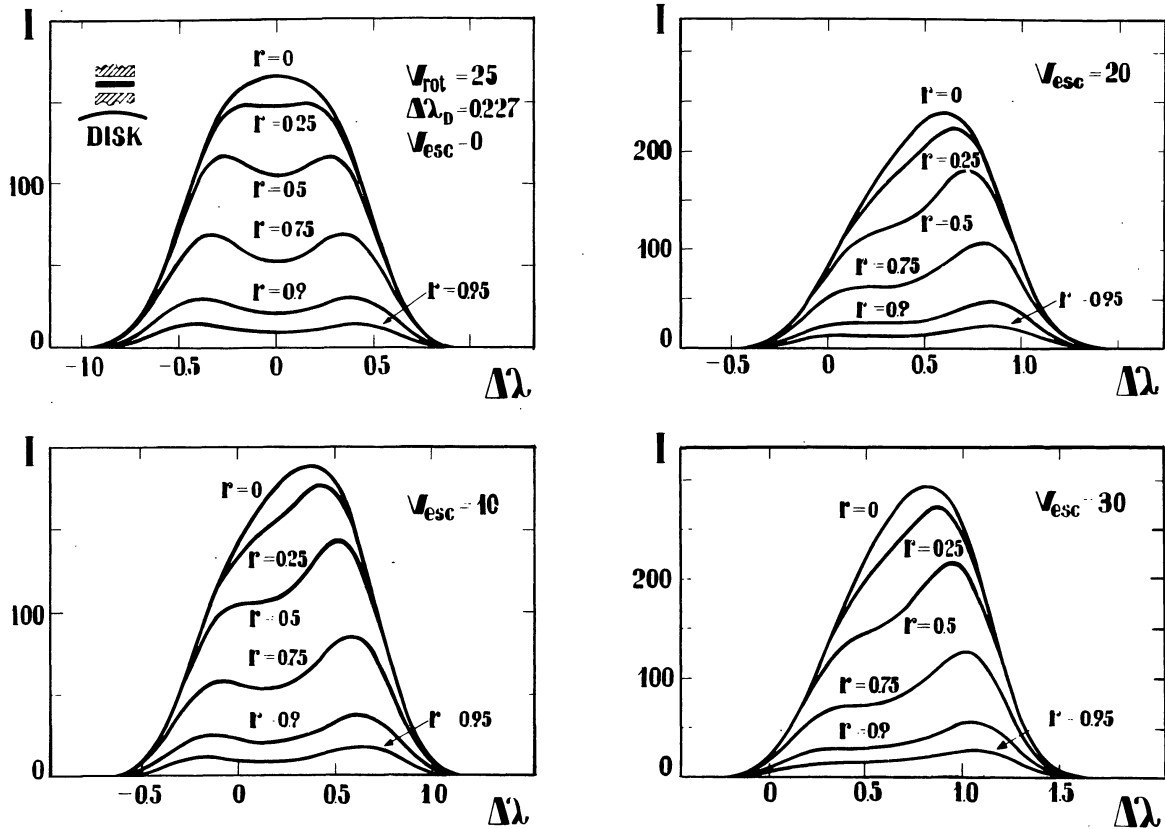 I
r=0
V_rot = 25
Δλ_D = 0.227
V_esc - 0
DISK
r=0.25
r=0.5
r=0.75
r=0.9
r=0.95
100
0
-1.0 -0.5 0 0.5
Δλ
I
V_esc = 20
r=0
r=0.25
r=0.5
r=0.75
r=0.9
r - 0.95
200
100
0
-0.5 0 0.5 1.0
Δλ
I
r=0
V_esc - 10
r=0.25
r - 0.5
r=0.75
r - 0.9
r - 0.95
100
0
-0.5 0 0.5 1.0
Δλ
I
V_esc - 30
r=0
r=0.25
r=0.5
r=0.75
r - 0.9
r - 0.95
200
100
0
0 0.5 1.0 1.5
Δλ